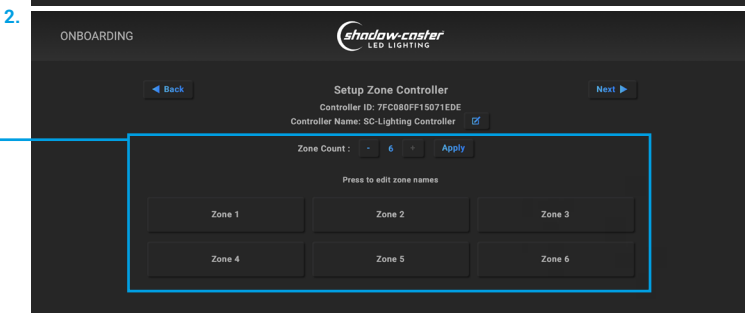 2.
ONBOARDING
shadow-caster
LED LIGHTING
◀ Back
Setup Zone Controller
Next ▶
Controller ID: 7FC080FF15071EDE
Controller Name: SC-Lighting Controller
Zone Count : - 6 + Apply
Press to edit zone names
Zone 1 Zone 2 Zone 3
Zone 4 Zone 5 Zone 6